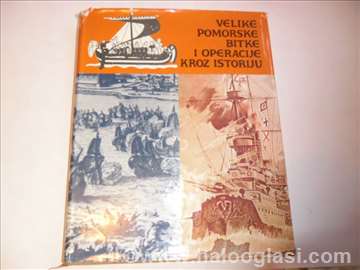 VELIKE
POMORSKE
BITKE
I OPERACIJE
KROZ ISTORIJU